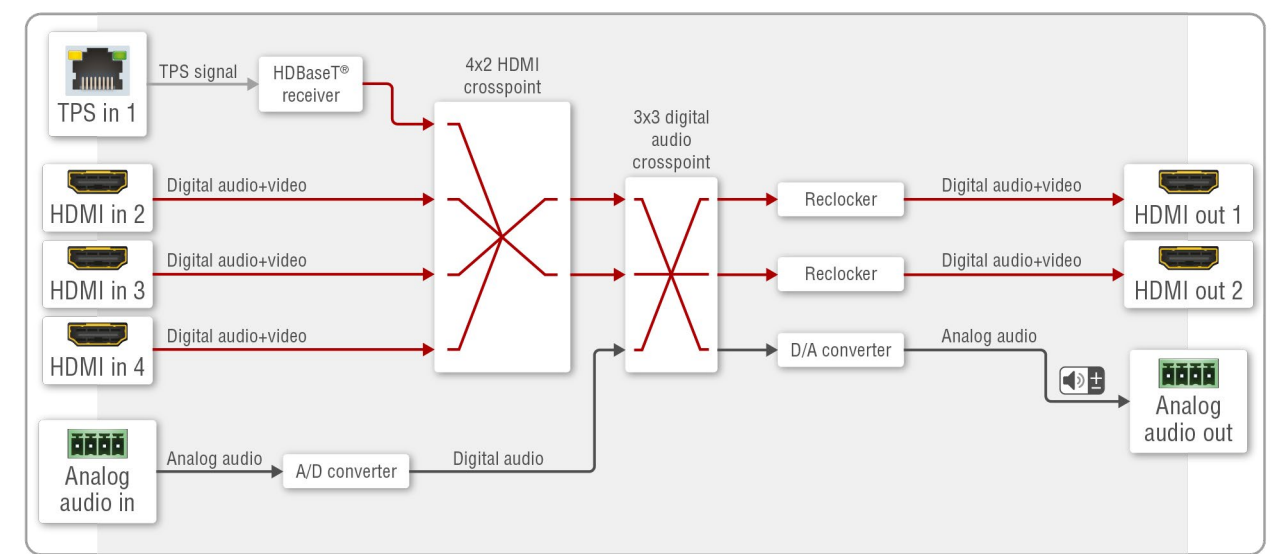 TPS in 1
TPS signal
HDBaseT®
receiver
4x2 HDMI
crosspoint
3x3 digital
audio
crosspoint
HDMI in 2
Digital audio+video
Reclocker
Digital audio+video
HDMI out 1
HDMI in 3
Digital audio+video
Reclocker
Digital audio+video
HDMI out 2
HDMI in 4
Digital audio+video
D/A converter
Analog audio
Analog
audio out
Analog
audio in
Analog audio
A/D converter
Digital audio